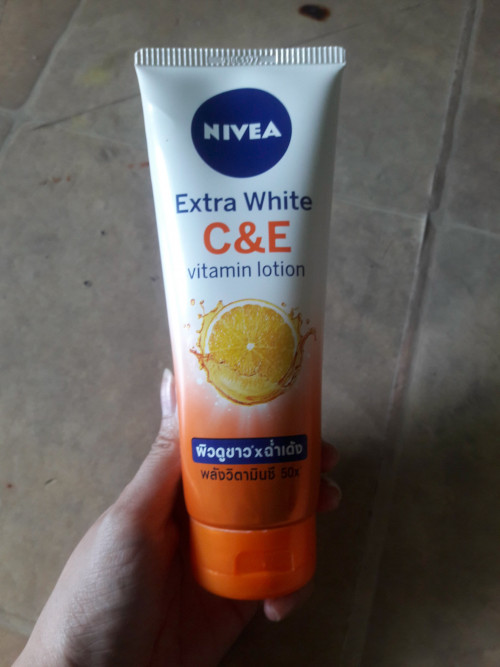 NIVEA
Extra White
C&E
vitamin lotion
ผิวดูขาว*xฉ่ำเด้ง
พลังวิตามินซี 50x